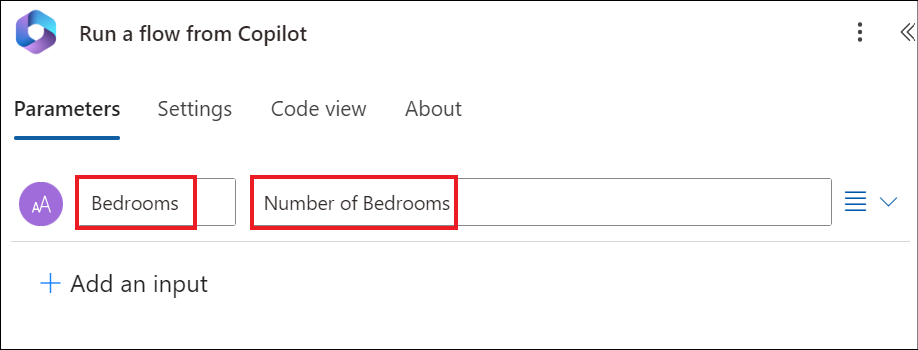 Run a flow from Copilot
Parameters Settings Code view About
AA Bedrooms Number of Bedrooms
Add an input